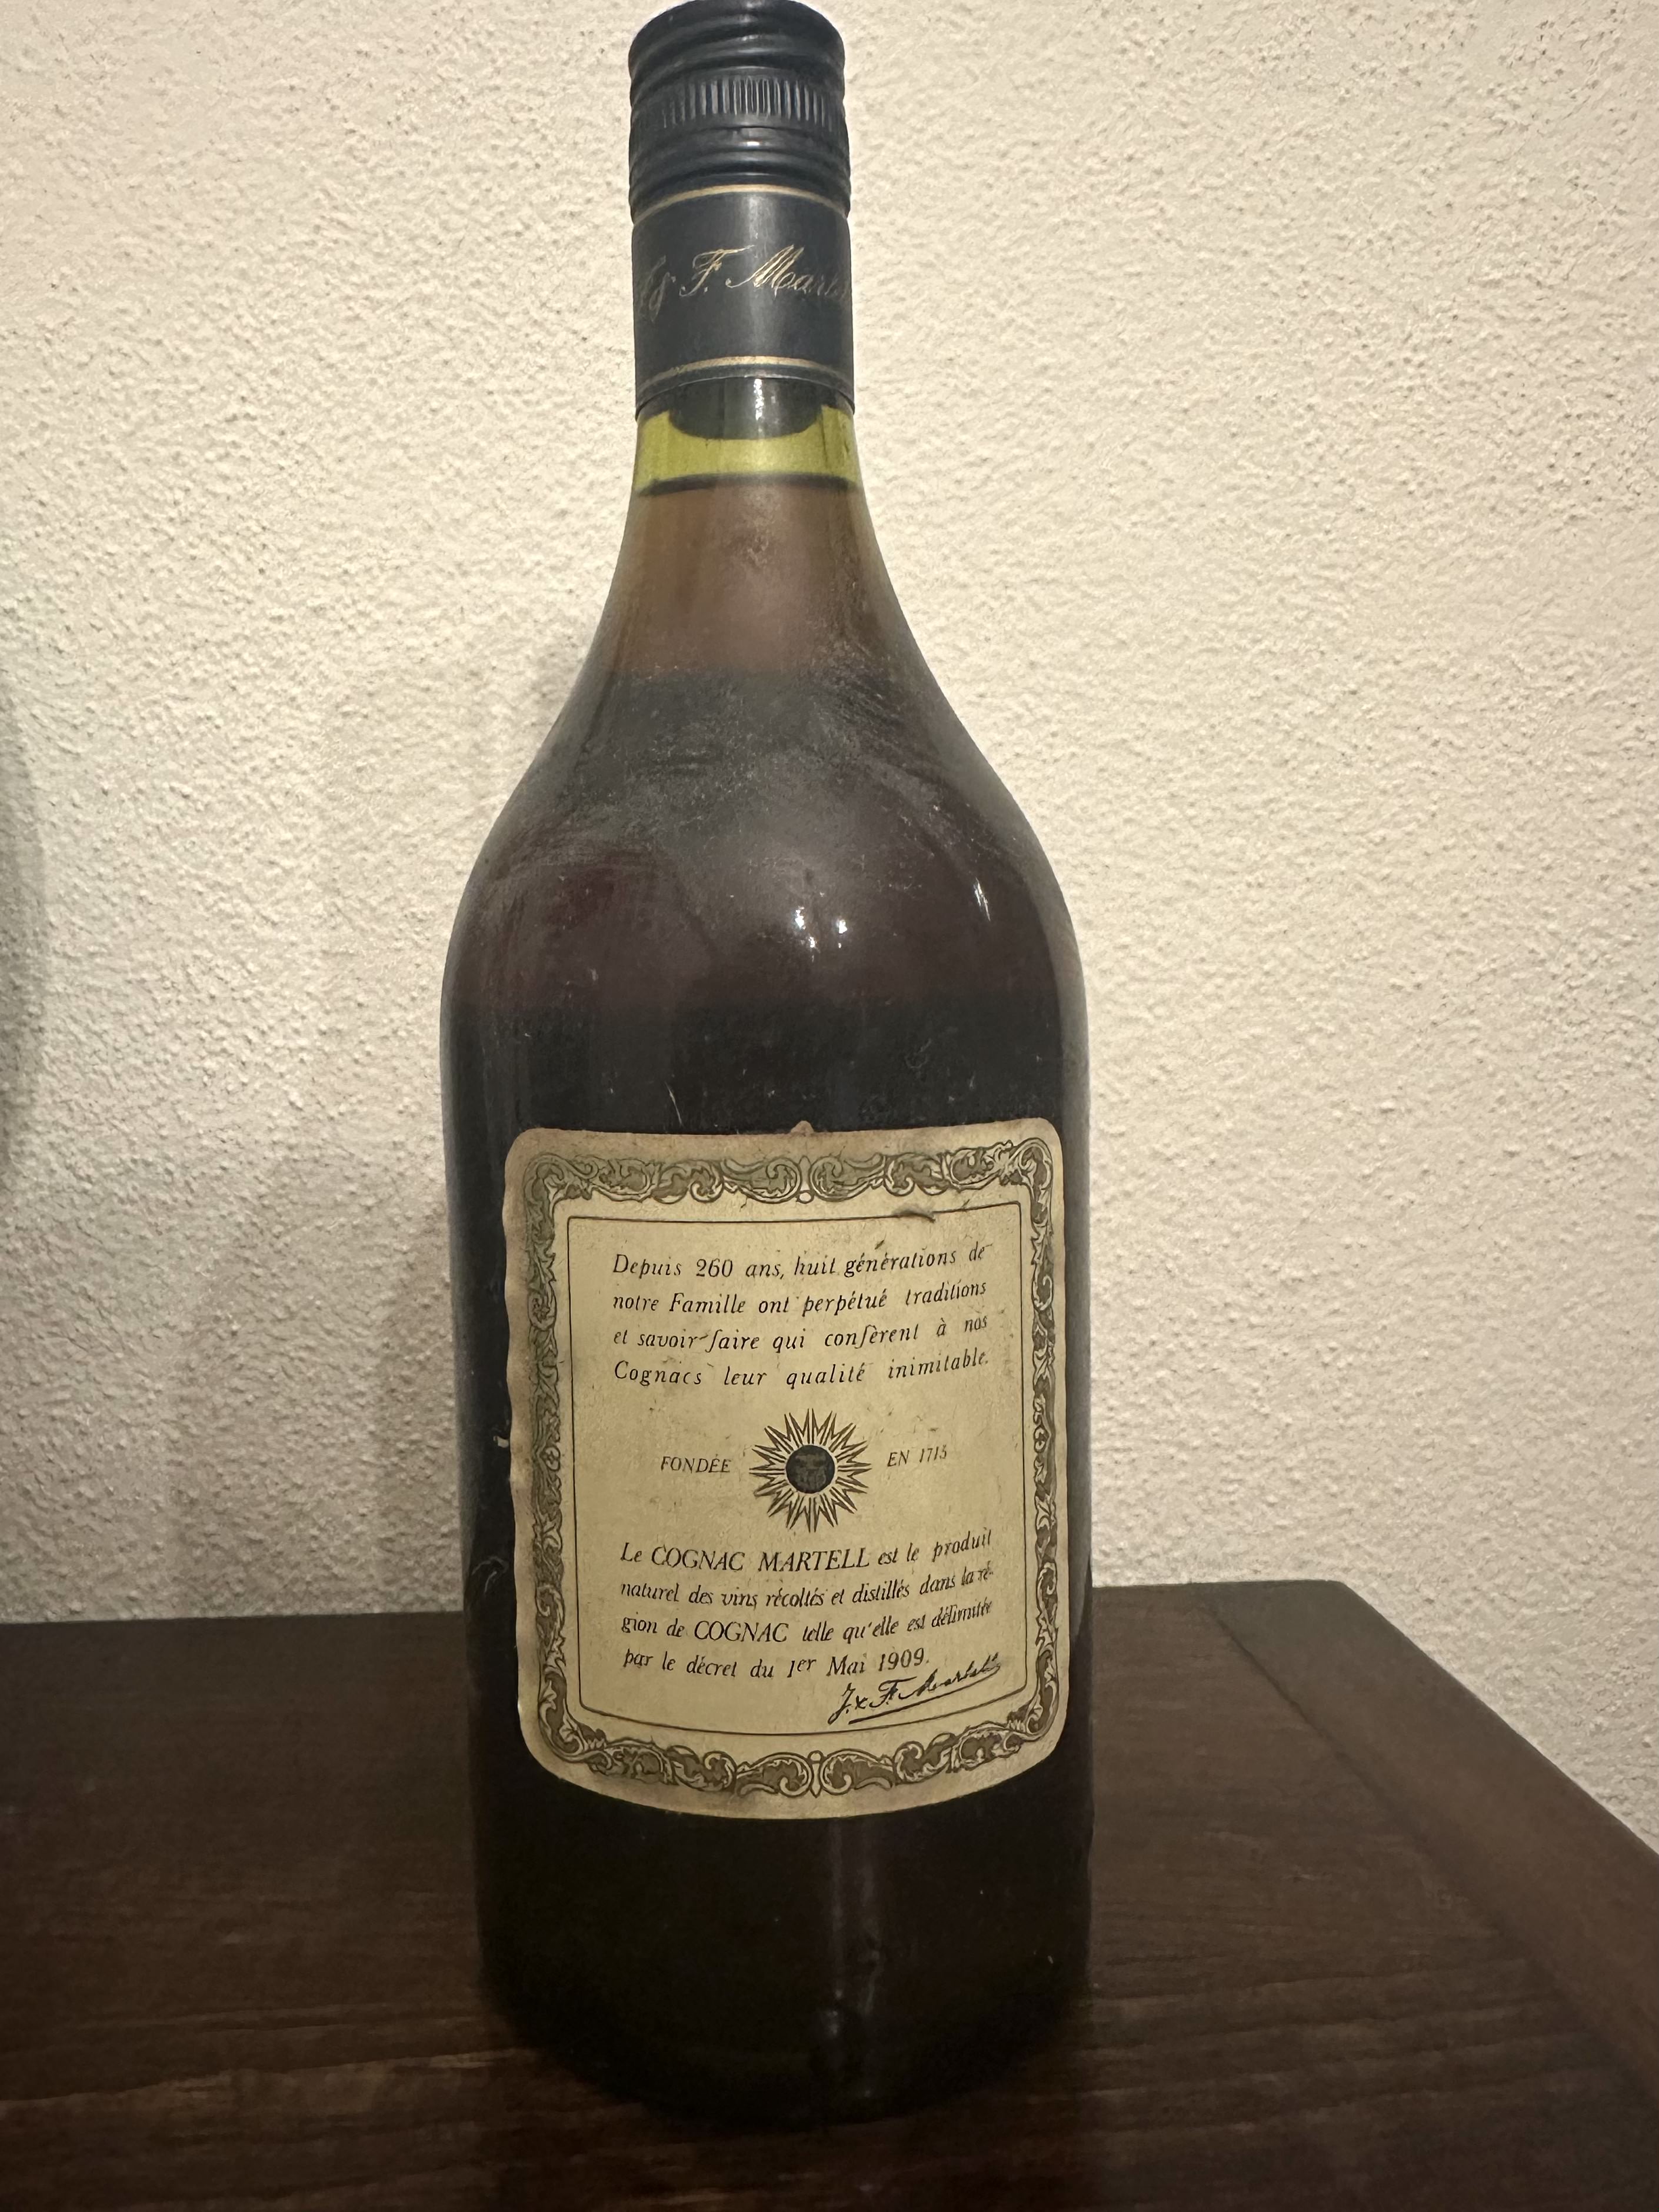 & F. Mart
Depuis 260 ans, huit générations de
notre Famille ont perpétué traditions
et savoir-faire qui confèrent à nos
Cognacs leur qualité inimitable.
FONDÉE EN 1715
Le COGNAC MARTELL est le produit
naturel des vins récoltés et distillés dans la ré-
gion de COGNAC telle qu'elle est délimitée
par le décret du 1er Mai 1909.
J. & F. Martell